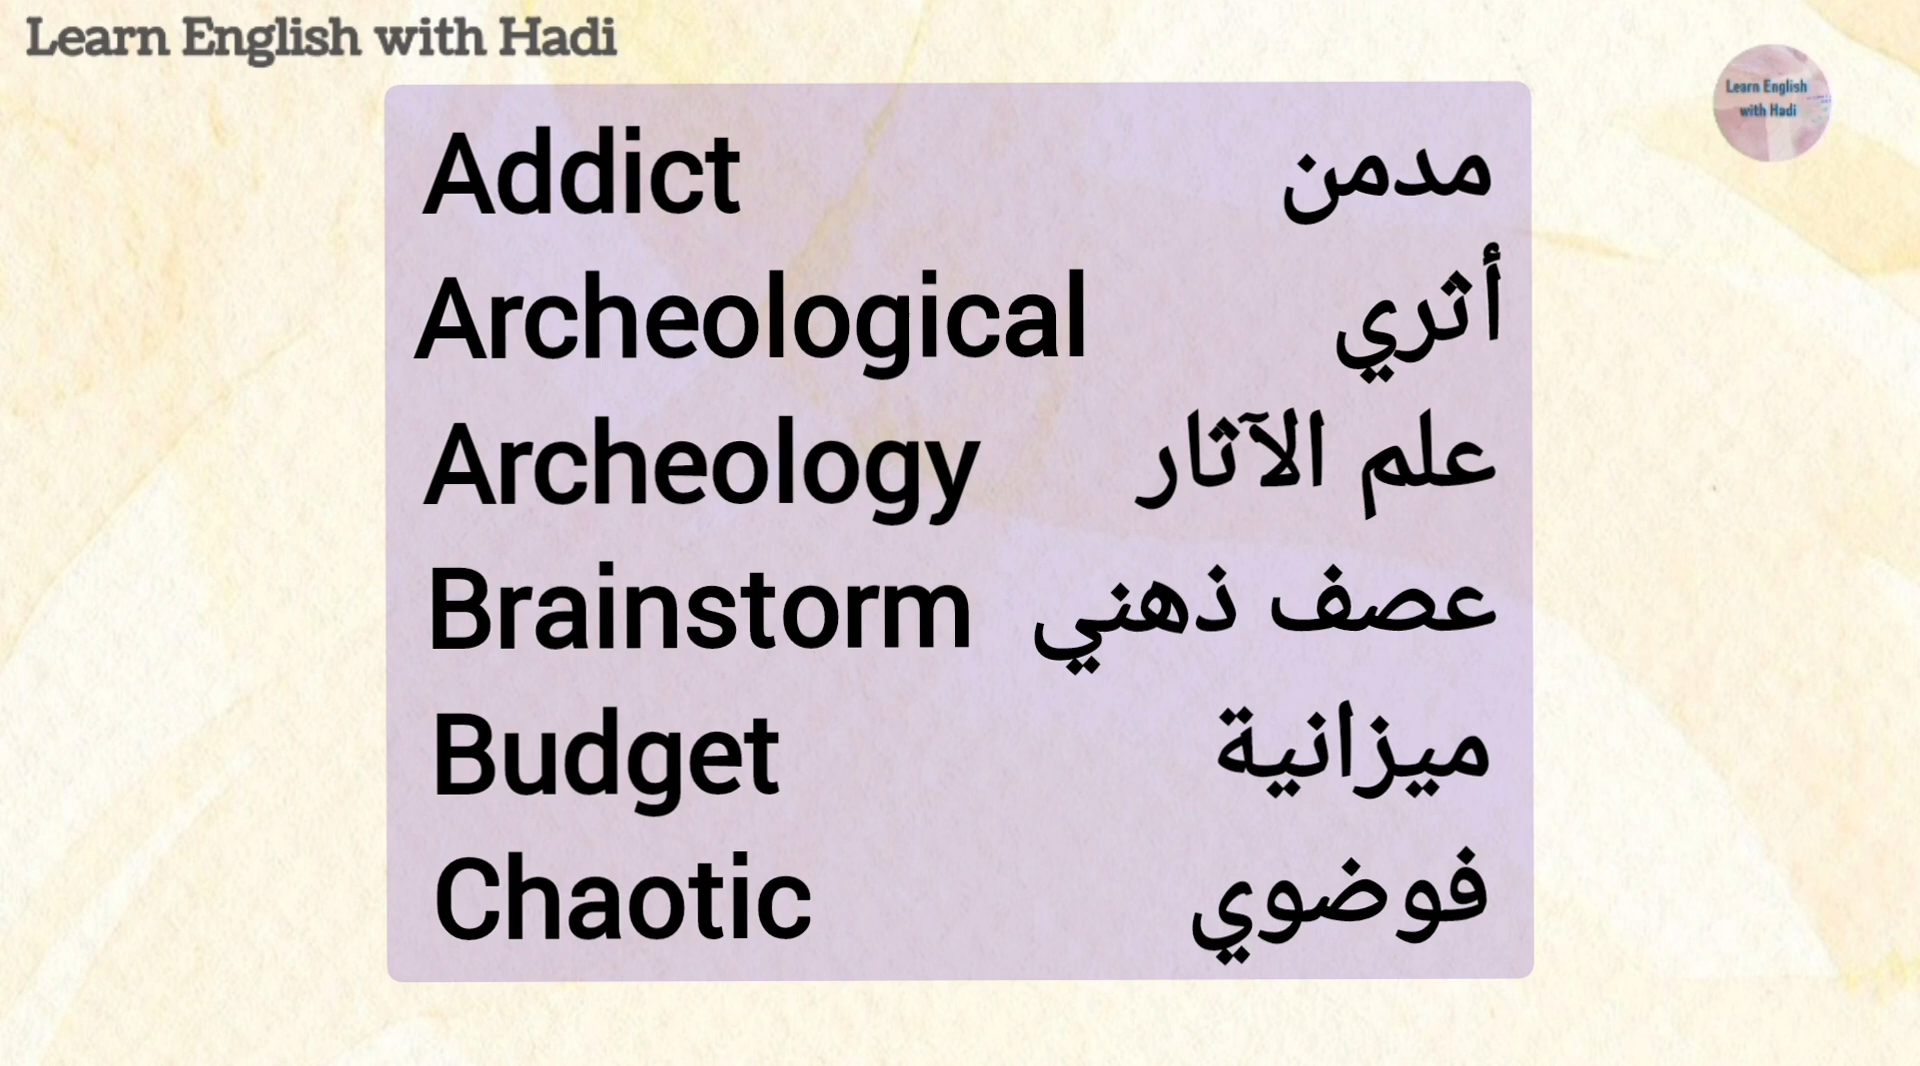 Learn English with Hadi
Learn English
with Hadi
Addict مدمن
Archeological أثري
Archeology علم الآثار
Brainstorm عصف ذهني
Budget ميزانية
Chaotic فوضوي